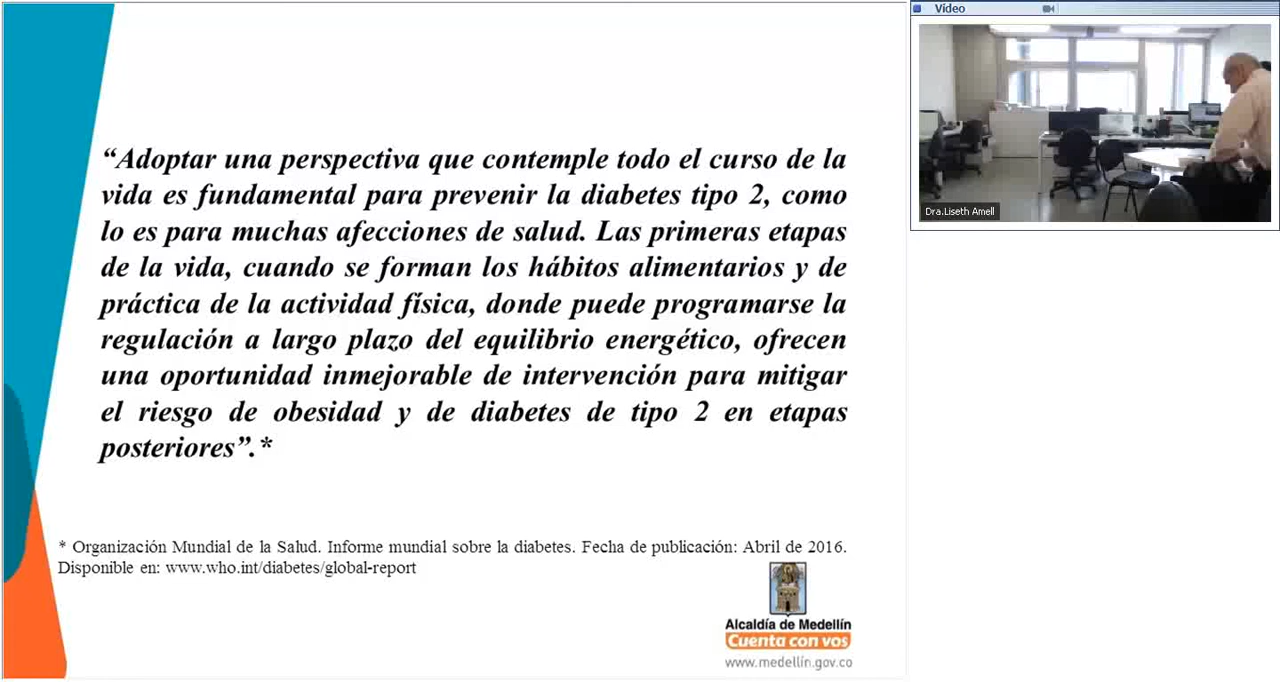 “Adoptar una perspectiva que contemple todo el curso de la
vida es fundamental para prevenir la diabetes tipo 2, como
lo es para muchas afecciones de salud. Las primeras etapas
de la vida, cuando se forman los hábitos alimentarios y de
práctica de la actividad física, donde puede programarse la
regulación a largo plazo del equilibrio energético, ofrecen
una oportunidad inmejorable de intervención para mitigar
el riesgo de obesidad y de diabetes de tipo 2 en etapas
posteriores”.*
* Organización Mundial de la Salud. Informe mundial sobre la diabetes. Fecha de publicación: Abril de 2016.
Disponible en: www.who.int/diabetes/global-report
Alcaldía de Medellín
Cuenta con vos
www.medellín.gov.co
Vídeo
Dra.Liseth Amell